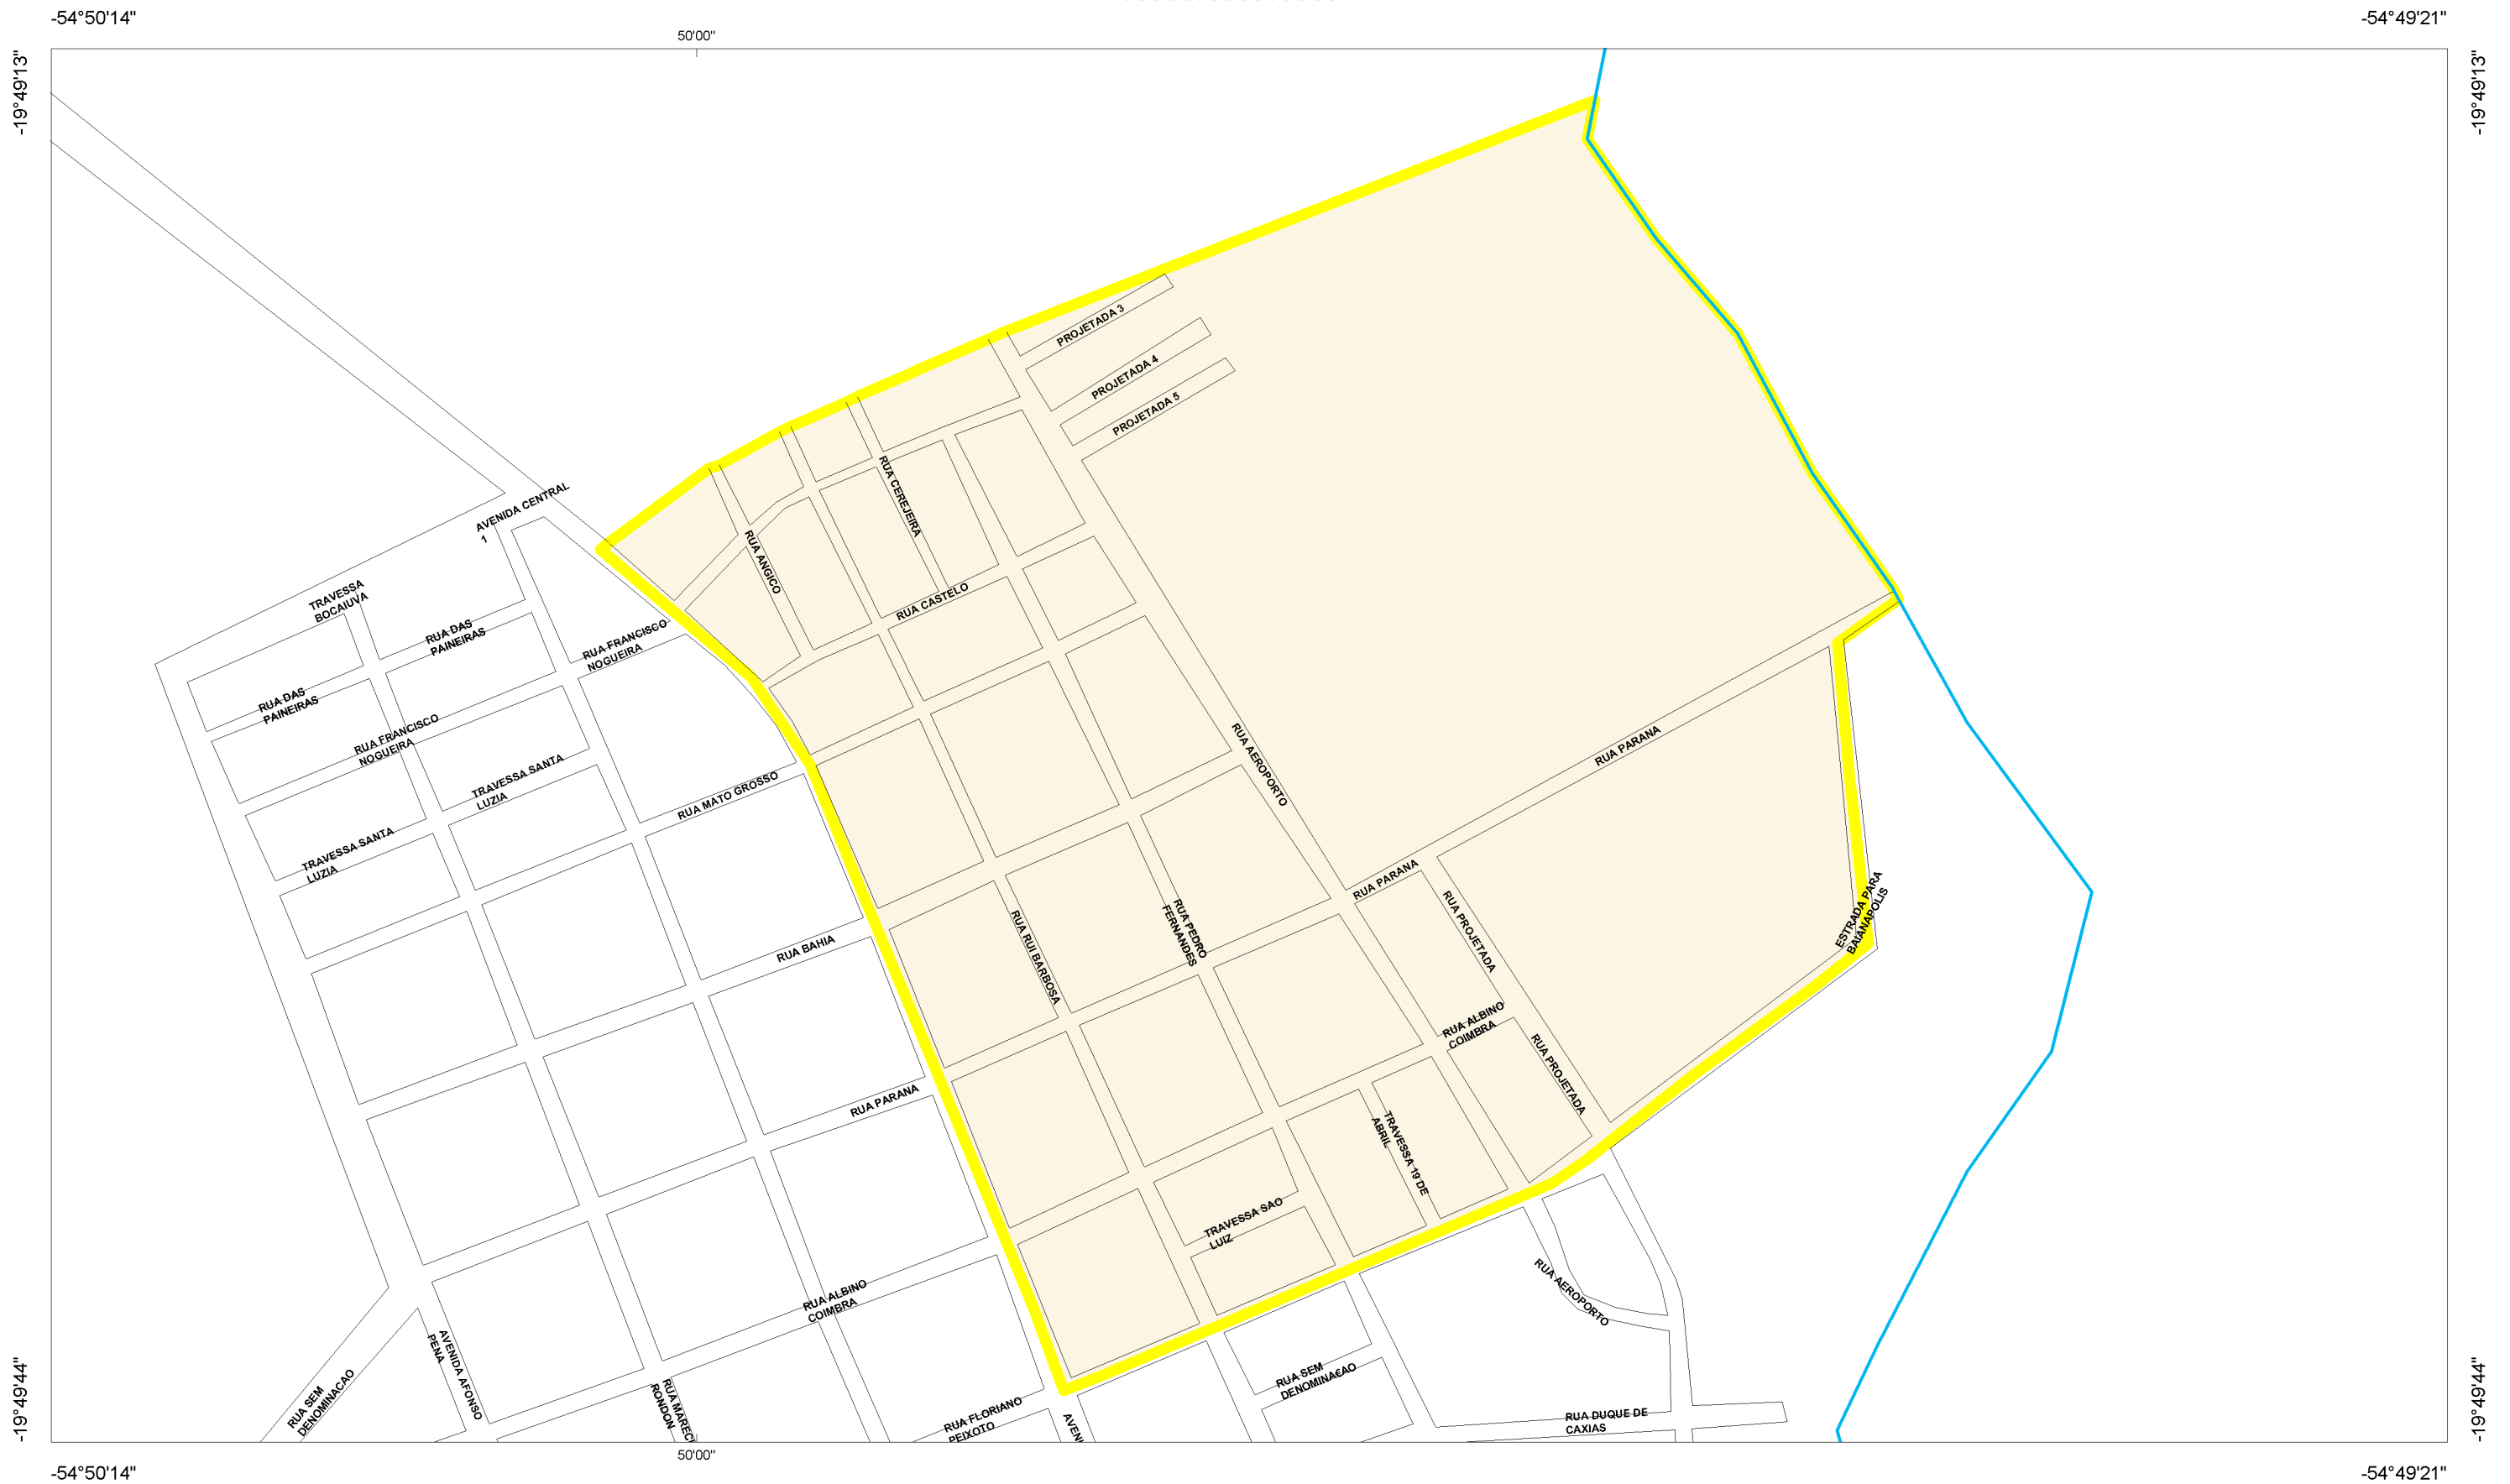 -54°50'14"
-54°49'21"
50'00"
-19°49'13"
-19°49'13"
PROJETADA 3
PROJETADA 4
PROJETADA 5
AVENIDA CENTRAL
1
RUA CEREJEIRA
RUA ANGICO
TRAVESSA
BOCAIUVA
RUA CASTELO
RUA DAS
PAINEIRAS
RUA FRANCISCO
NOGUEIRA
RUA DAS
PAINEIRAS
RUA FRANCISCO
NOGUEIRA
TRAVESSA SANTA
LUZIA
RUA MATO GROSSO
RUA AEROPORTO
RUA PARANA
TRAVESSA SANTA
LUZIA
RUA PARANA
RUA BAHIA
RUA RUI BARBOSA
RUA PEDRO
FERNANDES
RUA PROJETADA
ESTRADA PARA
BAIANAPOLIS
RUA ALBINO
COIMBRA
RUA PROJETADA
RUA PARANA
TRAVESSA 19 DE
ABRIL
TRAVESSA SAO
LUIZ
RUA AEROPORTO
RUA ALBINO
COIMBRA
AVENIDA AFONSO
PENA
RUA SEM
DENOMINACAO
RUA MAREC
RONDON
RUA FLORIANO
PEIXOTO
AVEN
RUA SEM
DENOMINACAO
RUA DUQUE DE
CAXIAS
-19°49'44"
-19°49'44"
50'00"
-54°50'14"
-54°49'21"